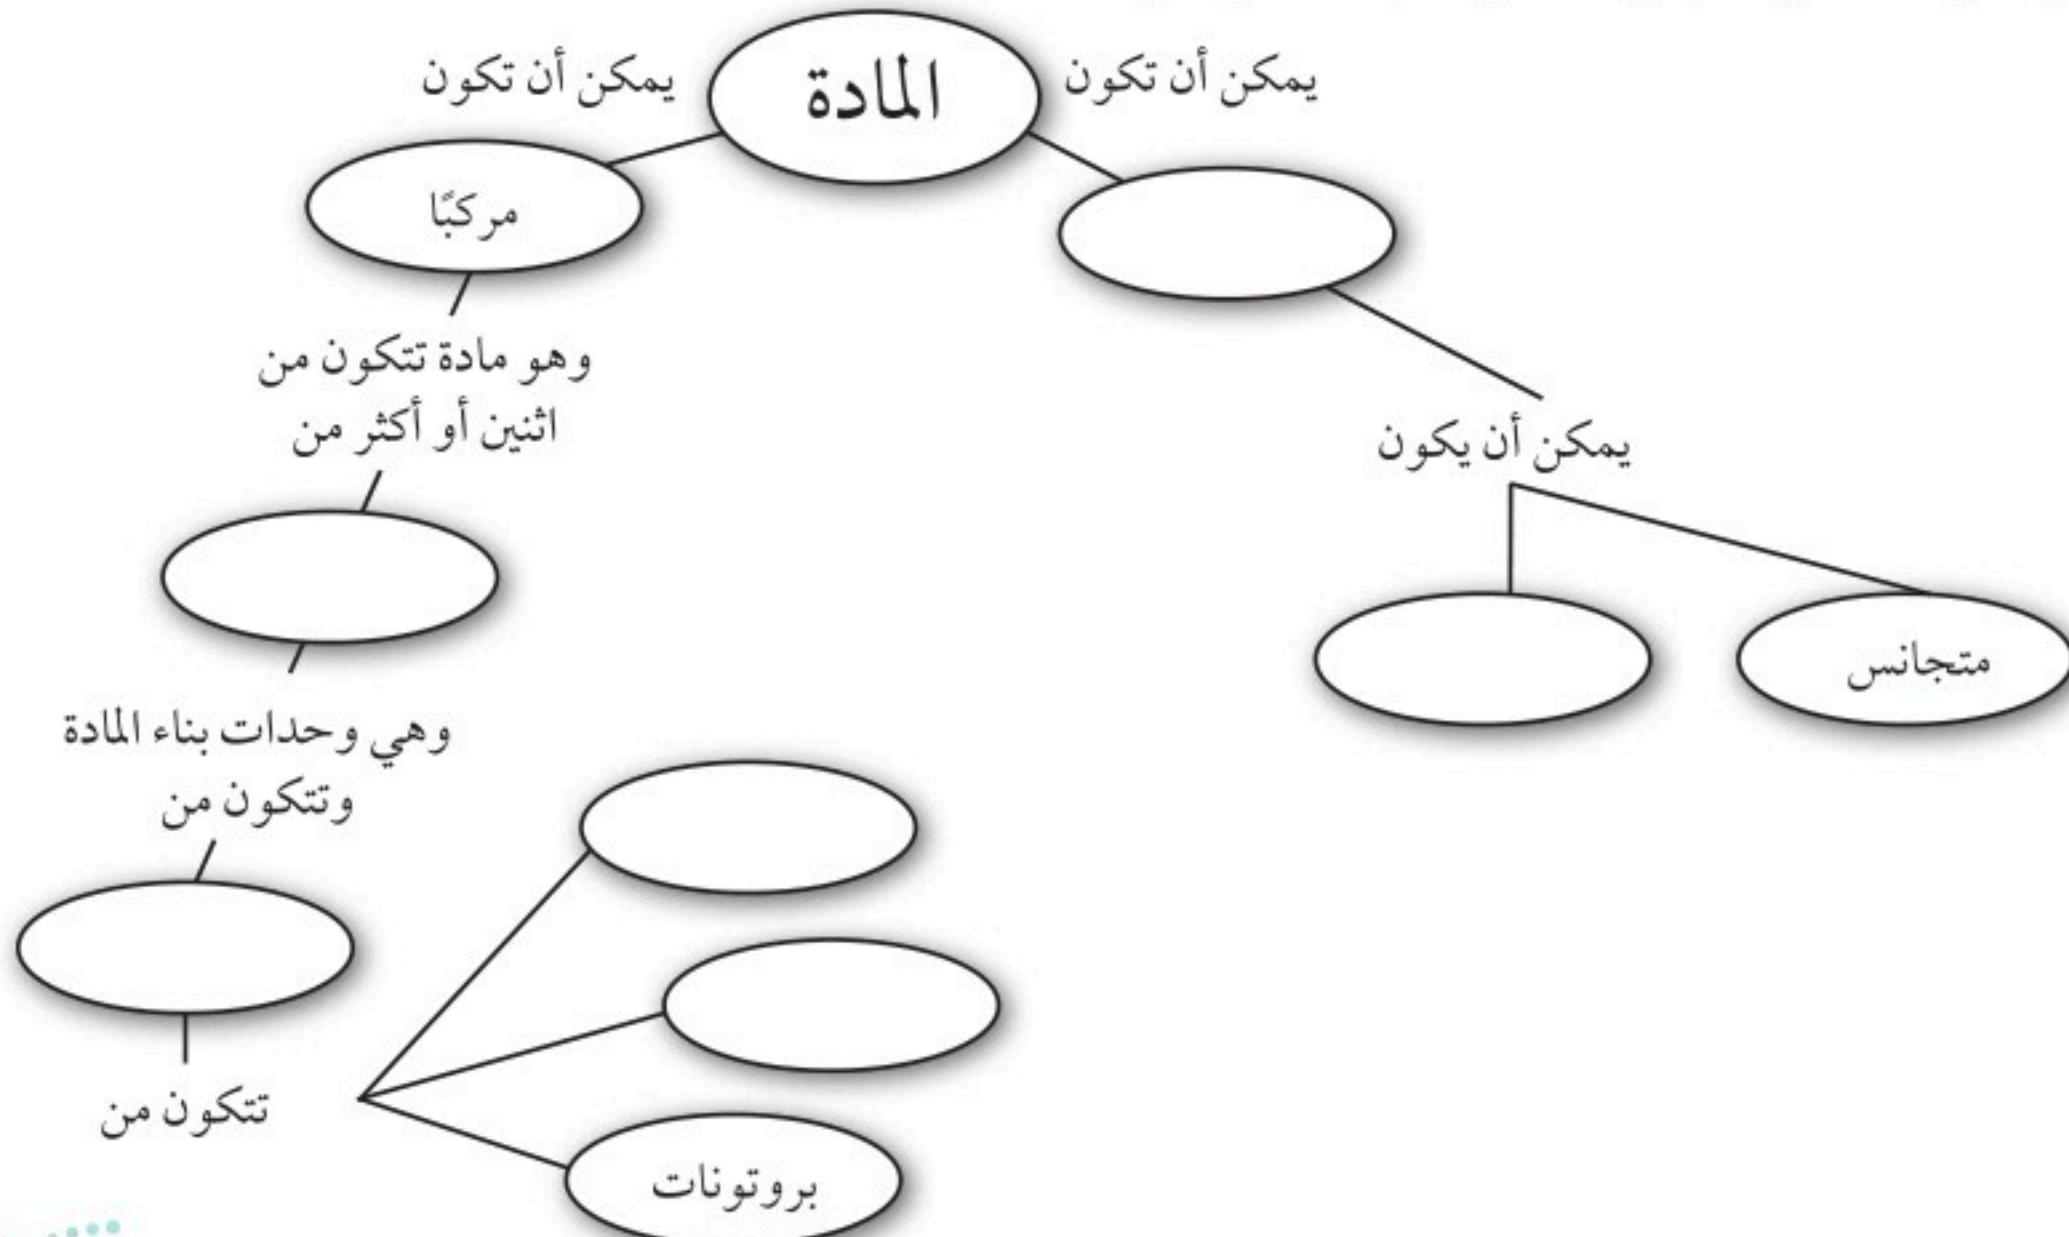 المادة
يمكن أن تكون
يمكن أن تكون
مركبًا
وهو مادة تتكون من
اثنين أو أكثر من
وهي وحدات بناء المادة
وتتكون من
تتكون من
بروتونات
يمكن أن يكون
متجانس